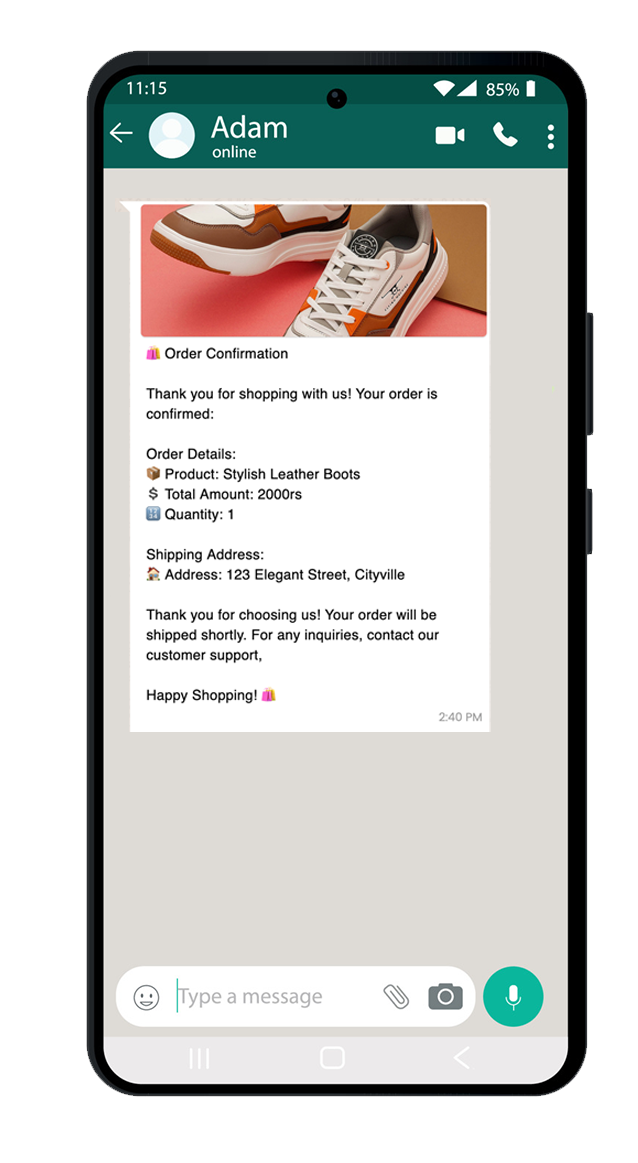 11:15 85%
Adam
online
🛍️ Order Confirmation
Thank you for shopping with us! Your order is
confirmed:
Order Details:
📦 Product: Stylish Leather Boots
💲 Total Amount: 2000rs
🔢 Quantity: 1
Shipping Address:
🏠 Address: 123 Elegant Street, Cityville
Thank you for choosing us! Your order will be
shipped shortly. For any inquiries, contact our
customer support,
Happy Shopping! 🛍️
2:40 PM
Type a message